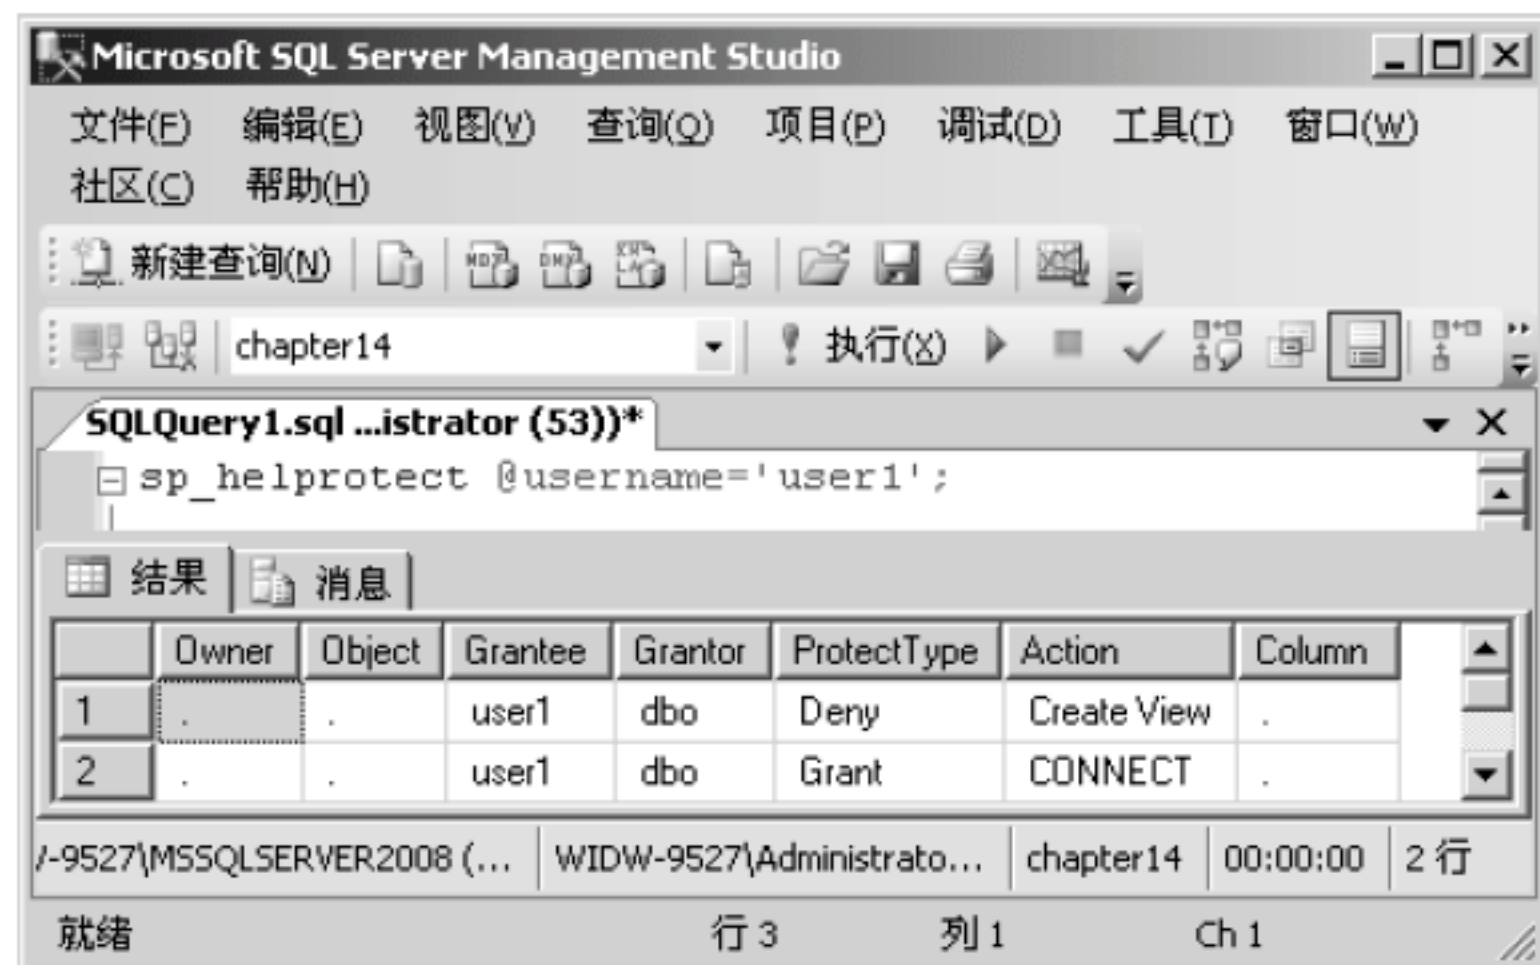 Microsoft SQL Server Management Studio
文件(F) 编辑(E) 视图(V) 查询(Q) 项目(P) 调试(D) 工具(T) 窗口(W)
社区(C) 帮助(H)
新建查询(N) MDX DMX XM LA
chapter14 执行(X)
SQLQuery1.sql ...istrator (53))*
sp_helprotect @username='user1';
结果 消息
Owner Object Grantee Grantor ProtectType Action Column
1 . . user1 dbo Deny Create View .
2 . . user1 dbo Grant CONNECT .
/-9527\MSSQLSERVER2008 (... WIDW-9527\Administrato... chapter14 00:00:00 2 行
就绪 行 3 列 1 Ch 1